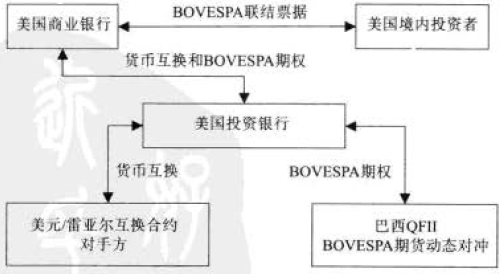 BOVESPA联结票据
美国商业银行
美国境内投资者
货币互换和BOVESPA期权
美国投资银行
货币互换
BOVESPA期权
美元/雷亚尔互换合约
对手方
巴西QFII
BOVESPA期货动态对冲